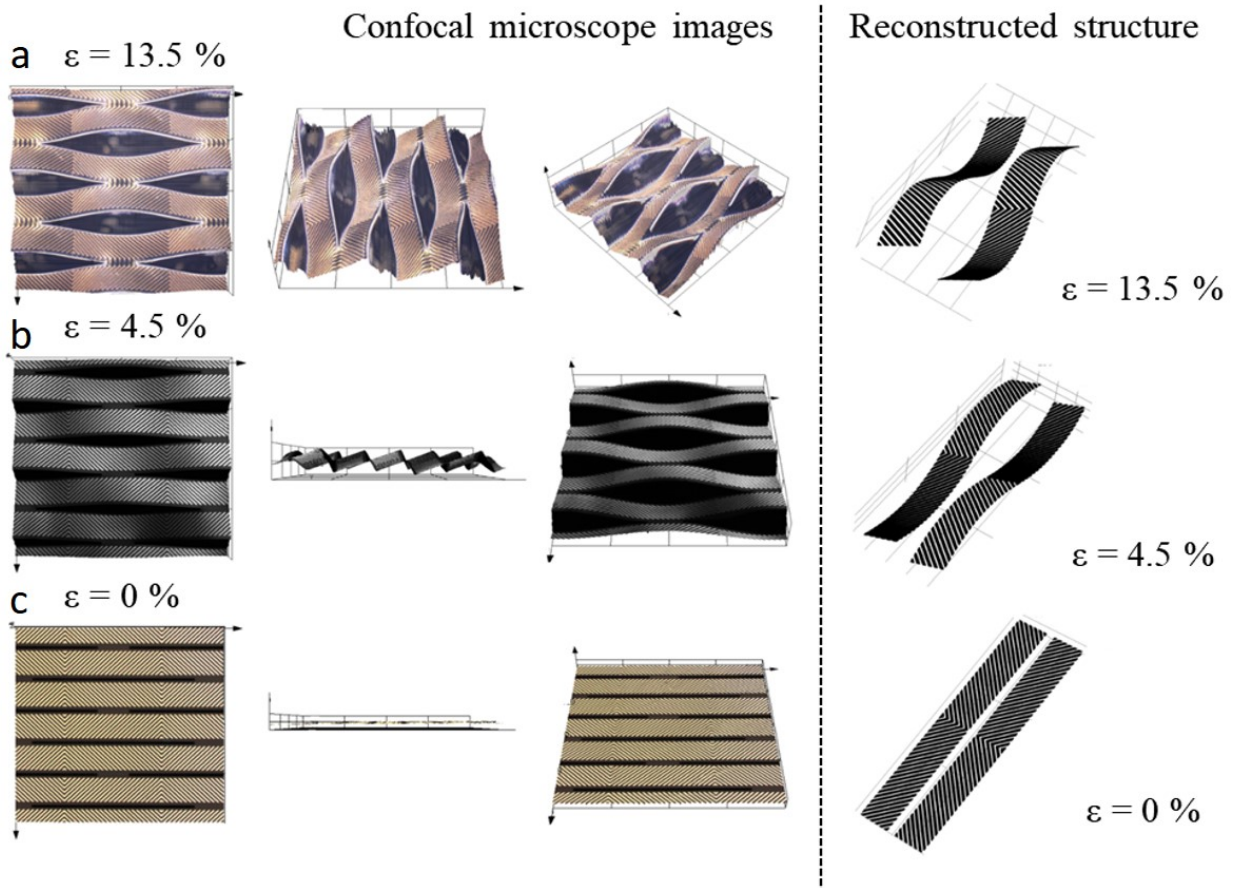 Confocal microscope images
Reconstructed structure
a ε = 13.5 %
ε = 13.5 %
b ε = 4.5 %
ε = 4.5 %
c ε = 0 %
ε = 0 %